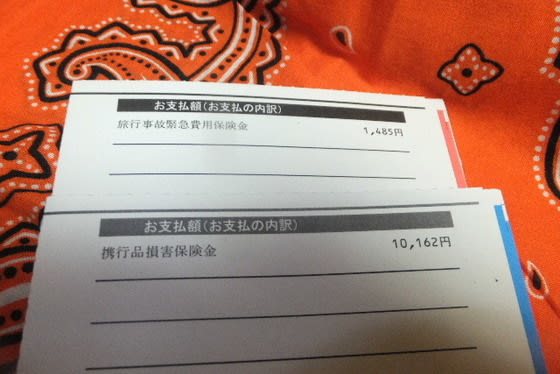 お支払額(お支払の内訳)
旅行事故緊急費用保険金 1,485円
お支払額(お支払の内訳)
携行品損害保険金 10,162円